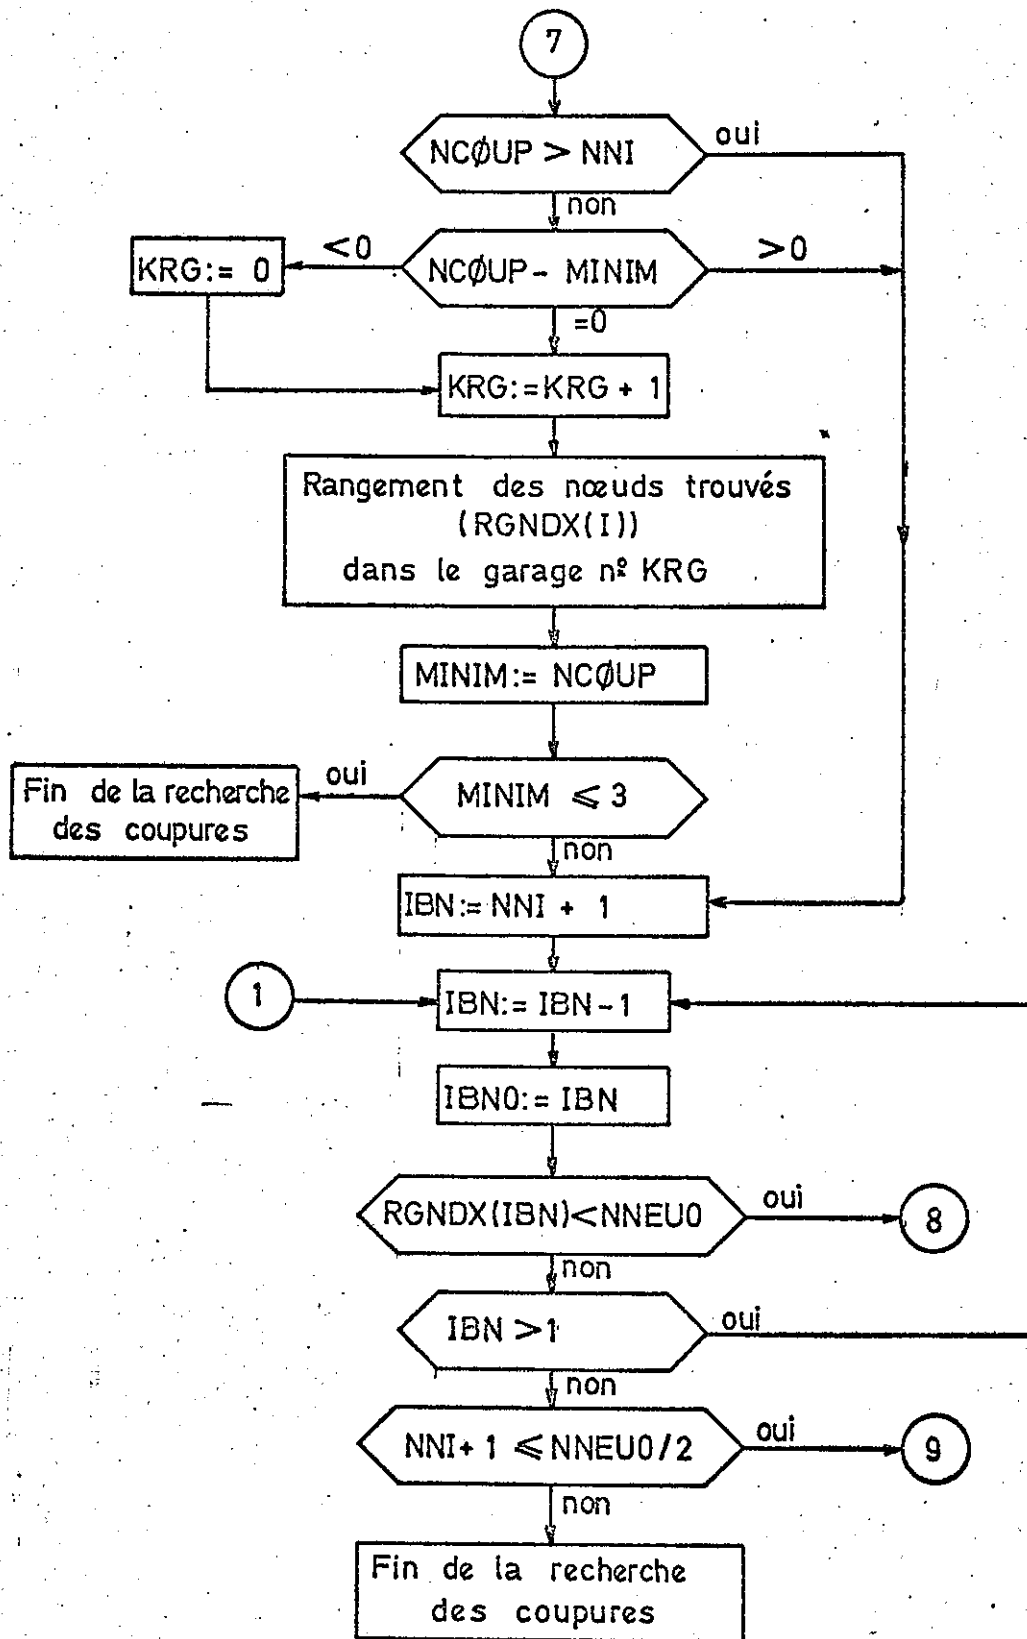 7
NCØUP > NNI
oui
non
KRG:= 0
<0
NCØUP- MINIM
>0
=0
KRG:=KRG + 1
Rangement des nœuds trouvés
(RGNDX(I))
dans le garage nº KRG
MINIM:= NCØUP
Fin de la recherche
des coupures
oui
MINIM ⩽ 3
non
IBN:= NNI + 1
1
IBN:= IBN-1
IBN0:= IBN
RGNDX(IBN)<NNEU0
oui
8
non
IBN >1
oui
non
NNI+ 1 ⩽ NNEU0/2
oui
9
non
Fin de la recherche
des coupures